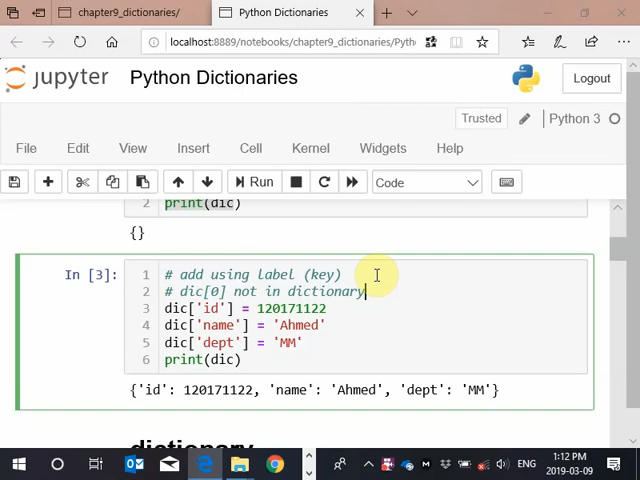 chapter9_dictionaries/
Python Dictionaries
localhost:8889/notebooks/chapter9_dictionaries/Pyth
jupyter Python Dictionaries
Logout
Trusted
Python 3
File Edit View Insert Cell Kernel Widgets Help
Run
Code
2 print(dic)
{}
In [3]:
1 # add using label (key)
2 # dic[0] not in dictionary
3 dic['id'] = 120171122
4 dic['name'] = 'Ahmed'
5 dic['dept'] = 'MM'
6 print(dic)
{'id': 120171122, 'name': 'Ahmed', 'dept': 'MM'}
dictionary
ENG
1:12 PM
2019-03-09